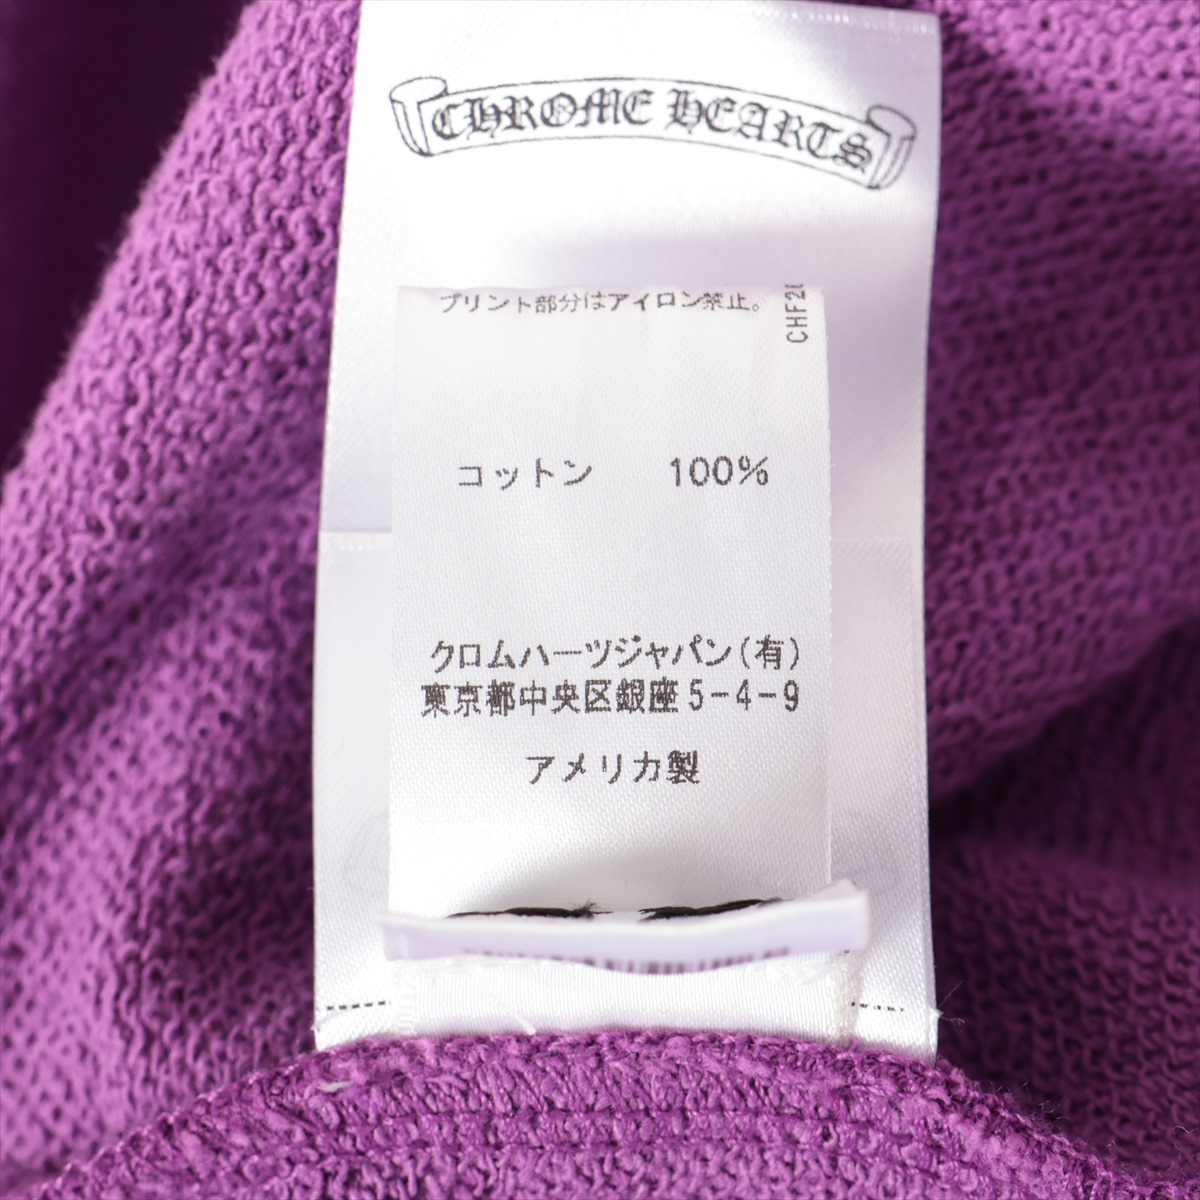 CHROME HEARTS
プリント部分はアイロン禁止。
コットン 100%
クロムハーツジャパン(有)
東京都中央区銀座5-4-9
アメリカ製